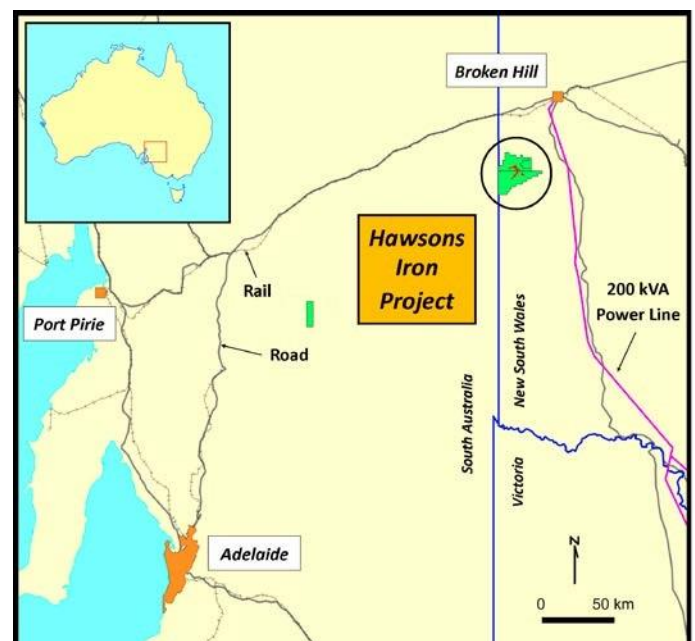 Broken Hill
Hawsons
Iron
Project
Rail
Port Pirie
Road
200 kVA
Power Line
South Australia
New South Wales
Victoria
Adelaide
N
0 50 km